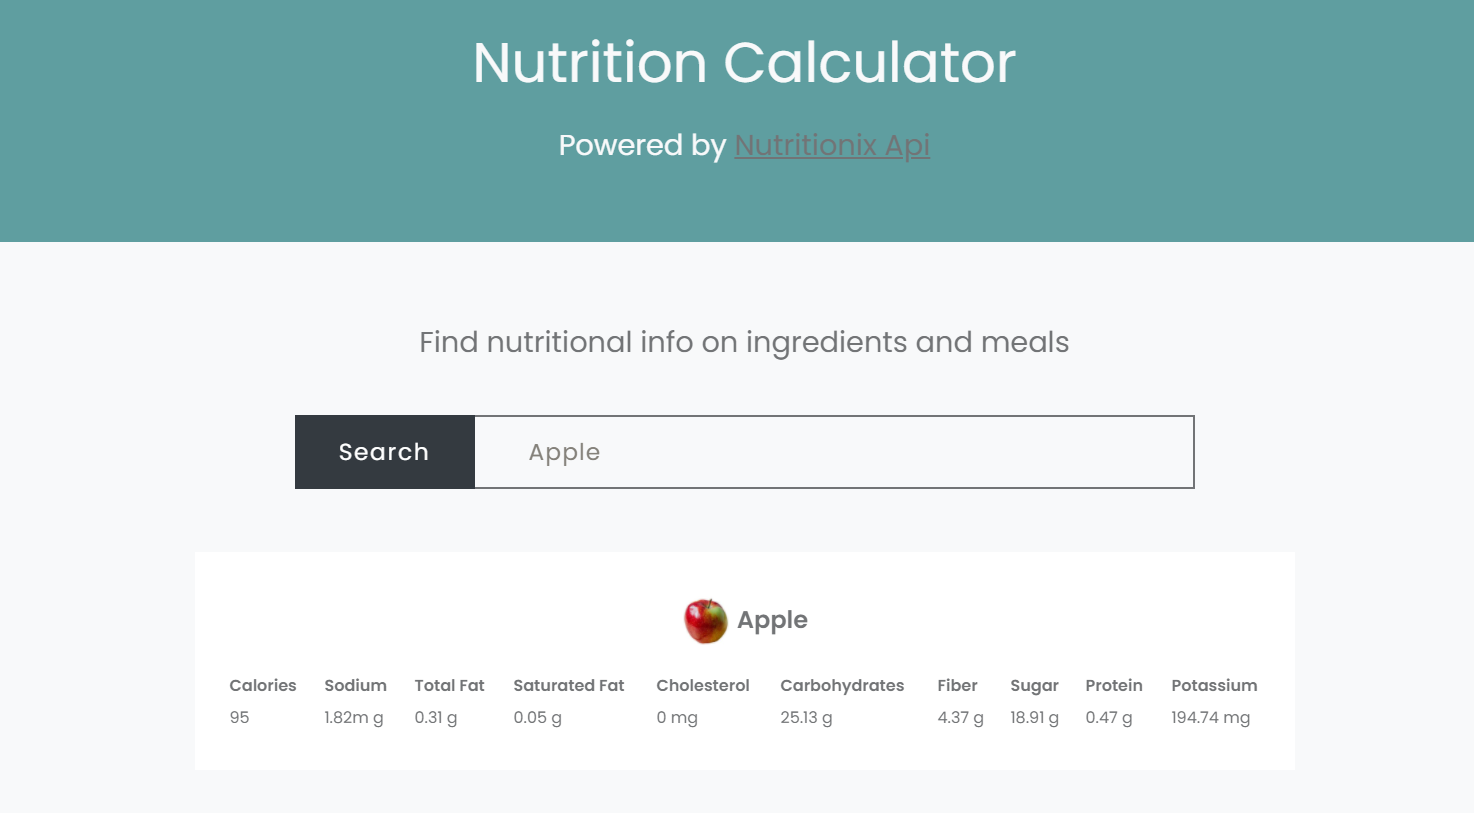 Nutrition Calculator
Powered by Nutritionix Api
Find nutritional info on ingredients and meals
Search Apple
Apple
Calories Sodium Total Fat Saturated Fat Cholesterol Carbohydrates Fiber Sugar Protein Potassium
95 1.82m g 0.31 g 0.05 g 0 mg 25.13 g 4.37 g 18.91 g 0.47 g 194.74 mg